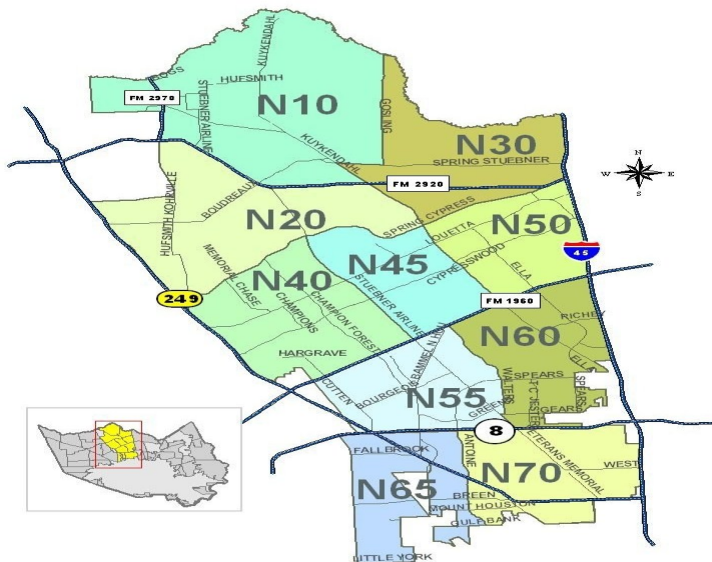 KUYKENDAHL
BOGGS
HUFSMITH
FM 2978
N10
STUEBNER AIRLINE
GOSLING
KUYKENDAHL
N30
SPRING STUEBNER
FM 2920
N
W E
S
HUFSMITH KOHRVILLE
BOUDREAUX
N20
SPRING CYPRESS
LOUETTA
N50
CYPRESSWOOD
ELLA
45
MEMORIAL CHASE
N40
N45
249
CHAMPIONS
CHAMPION FOREST
STUEBNER AIRLINE
FM 1960
N60
RICHEY
ELLA
HARGRAVE
CUTTEN
BOURGEOIS
BAMMEL N HOU
N55
GREENS
WALTERS
SPEARS
T C JESTER
SPEARS
GEARS
8
FALLBROOK
ANTOINE
VETERANS MEMORIAL
N70
WEST
N65
BREEN
MOUNT HOUSTON
GULF BANK
LITTLE YORK